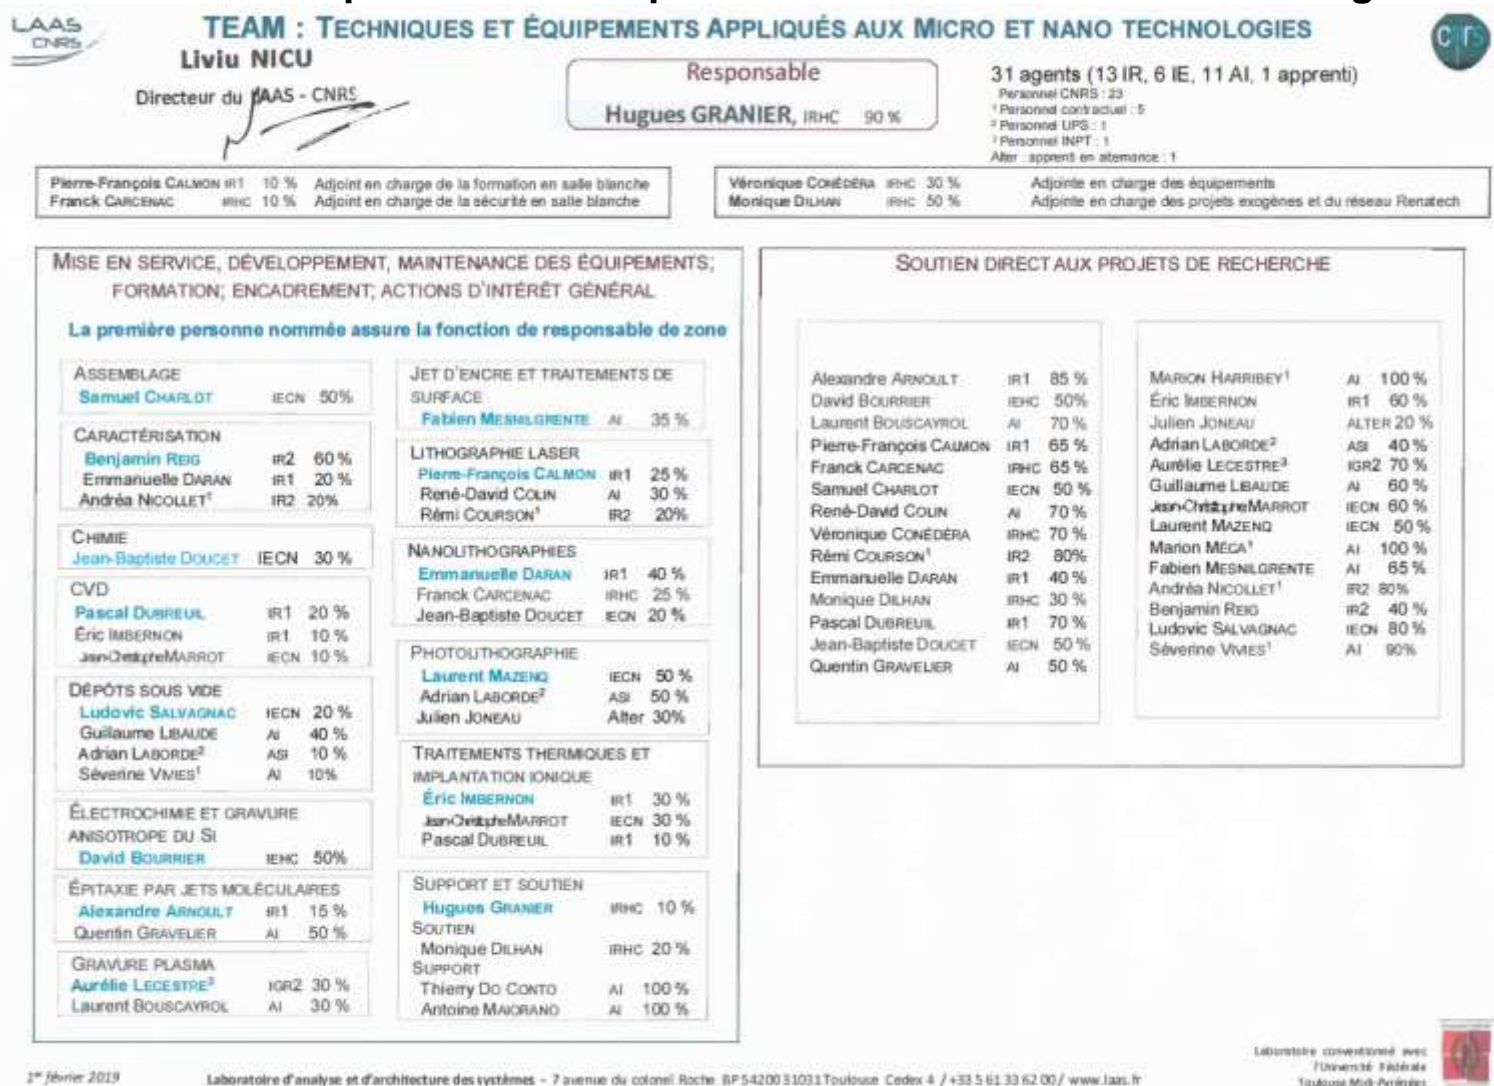 LAAS
CNRS
TEAM : TECHNIQUES ET ÉQUIPEMENTS APPLIQUÉS AUX MICRO ET NANO TECHNOLOGIES
Liviu NICU
Directeur du LAAS - CNRS
Responsable
Hugues GRANIER, IRHC 90 %
31 agents (13 IR, 6 IE, 11 AI, 1 apprenti)
Personnel CNRS : 23
¹ Personnel contractuel : 5
² Personnel UPS : 1
³ Personnel INPT : 1
Alter : apprenti en alternance : 1
Pierre-François CALMON IR1 10 % Adjoint en charge de la formation en salle blanche
Franck CARCENAC IRHC 10 % Adjoint en charge de la sécurité en salle blanche
Véronique CONÉDÉRA IRHC 30 % Adjointe en charge des équipements
Monique DILHAN IRHC 50 % Adjointe en charge des projets exogènes et du réseau Renatech
MISE EN SERVICE, DÉVELOPPEMENT, MAINTENANCE DES ÉQUIPEMENTS;
FORMATION; ENCADREMENT; ACTIONS D'INTÉRÊT GÉNÉRAL
La première personne nommée assure la fonction de responsable de zone
ASSEMBLAGE
Samuel CHARLOT IECN 50%
CARACTÉRISATION
Benjamin REIG IR2 60 %
Emmanuelle DARAN IR1 20 %
Andréa NICOLLET¹ IR2 20%
CHIMIE
Jean-Baptiste DOUCET IECN 30 %
CVD
Pascal DUBREUIL IR1 20 %
Éric IMBERNON IR1 10 %
Jean-Christophe MARROT IECN 10 %
DÉPÔTS SOUS VIDE
Ludovic SALVAGNAC IECN 20 %
Guillaume LIBAUDE AI 40 %
Adrian LABORDE² ASI 10 %
Séverine VIVIES¹ AI 10%
ÉLECTROCHIMIE ET GRAVURE
ANISOTROPE DU SI
David BOURRIER IEHC 50%
ÉPITAXIE PAR JETS MOLÉCULAIRES
Alexandre ARNOULT IR1 15 %
Quentin GRAVELIER AI 50 %
GRAVURE PLASMA
Aurélie LECESTRE³ IGR2 30 %
Laurent BOUSCAYROL AI 30 %
JET D'ENCRE ET TRAITEMENTS DE
SURFACE
Fabien MESNILGRENTE AI 35 %
LITHOGRAPHIE LASER
Pierre-François CALMON IR1 25 %
René-David COLIN AI 30 %
Rémi COURSON¹ IR2 20%
NANOLITHOGRAPHIES
Emmanuelle DARAN IR1 40 %
Franck CARCENAC IRHC 25 %
Jean-Baptiste DOUCET IECN 20 %
PHOTOLITHOGRAPHIE
Laurent MAZENQ IECN 50 %
Adrian LABORDE² ASI 50 %
Julien JONEAU Alter 30%
TRAITEMENTS THERMIQUES ET
IMPLANTATION IONIQUE
Éric IMBERNON IR1 30 %
Jean-Christophe MARROT IECN 30 %
Pascal DUBREUIL IR1 10 %
SUPPORT ET SOUTIEN
Hugues GRANIER IRHC 10 %
SOUTIEN
Monique DILHAN IRHC 20 %
SUPPORT
Thierry DO CONTO AI 100 %
Antoine MAIORANO AI 100 %
SOUTIEN DIRECT AUX PROJETS DE RECHERCHE
Alexandre ARNOULT IR1 85 %
David BOURRIER IEHC 50%
Laurent BOUSCAYROL AI 70 %
Pierre-François CALMON IR1 65 %
Franck CARCENAC IRHC 65 %
Samuel CHARLOT IECN 50 %
René-David COLIN AI 70 %
Véronique CONÉDÉRA IRHC 70 %
Rémi COURSON¹ IR2 80%
Emmanuelle DARAN IR1 40 %
Monique DILHAN IRHC 30 %
Pascal DUBREUIL IR1 70 %
Jean-Baptiste DOUCET IECN 50 %
Quentin GRAVELIER AI 50 %
MARION HARRIBEY¹ AI 100 %
Éric IMBERNON IR1 60 %
Julien JONEAU ALTER 20 %
Adrian LABORDE² ASI 40 %
Aurélie LECESTRE³ IGR2 70 %
Guillaume LIBAUDE AI 60 %
Jean-Christophe MARROT IECN 60 %
Laurent MAZENQ IECN 50 %
Marion MÉGA¹ AI 100 %
Fabien MESNILGRENTE AI 65 %
Andréa NICOLLET¹ IR2 80%
Benjamin REIG IR2 40 %
Ludovic SALVAGNAC IECN 80 %
Séverine VIVIES¹ AI 90%
1er février 2019
Laboratoire d'analyse et d'architecture des systèmes – 7 avenue du colonel Roche BP 54200 31031 Toulouse Cedex 4 / +33 5 61 33 62 00 / www.laas.fr
Laboratoire conventionné avec
l'Université Fédérale
Toulouse Midi-Pyrénées